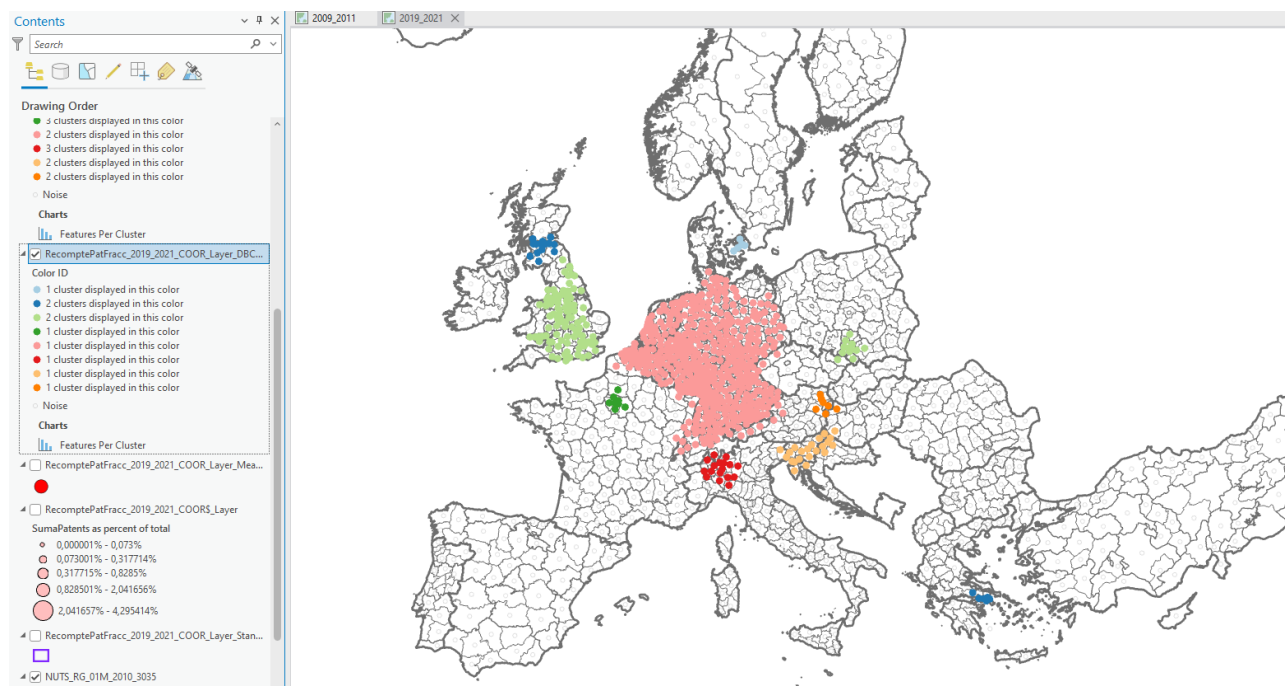 Contents
2009_2011
2019_2021
Search
Drawing Order
3 clusters displayed in this color
2 clusters displayed in this color
3 clusters displayed in this color
2 clusters displayed in this color
2 clusters displayed in this color
Noise
Charts
Features Per Cluster
RecomptePatFracc_2019_2021_COOR_Layer_DBC...
Color ID
1 cluster displayed in this color
2 clusters displayed in this color
2 clusters displayed in this color
1 cluster displayed in this color
1 cluster displayed in this color
1 cluster displayed in this color
1 cluster displayed in this color
1 cluster displayed in this color
Noise
Charts
Features Per Cluster
RecomptePatFracc_2019_2021_COOR_Layer_Mea...
RecomptePatFracc_2019_2021_COOR$_Layer
SumaPatents as percent of total
0,000001% - 0,073%
0,073001% - 0,317714%
0,317715% - 0,8285%
0,828501% - 2,041656%
2,041657% - 4,295414%
RecomptePatFracc_2019_2021_COOR_Layer_Stan...
NUTS_RG_01M_2010_3035